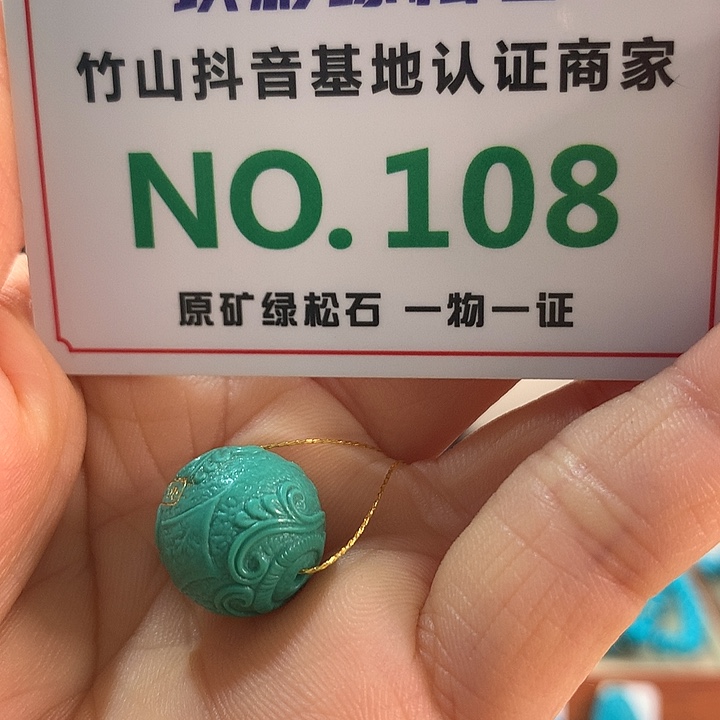 竹山抖音基地认证商家
NO.108
原矿绿松石 一物一证